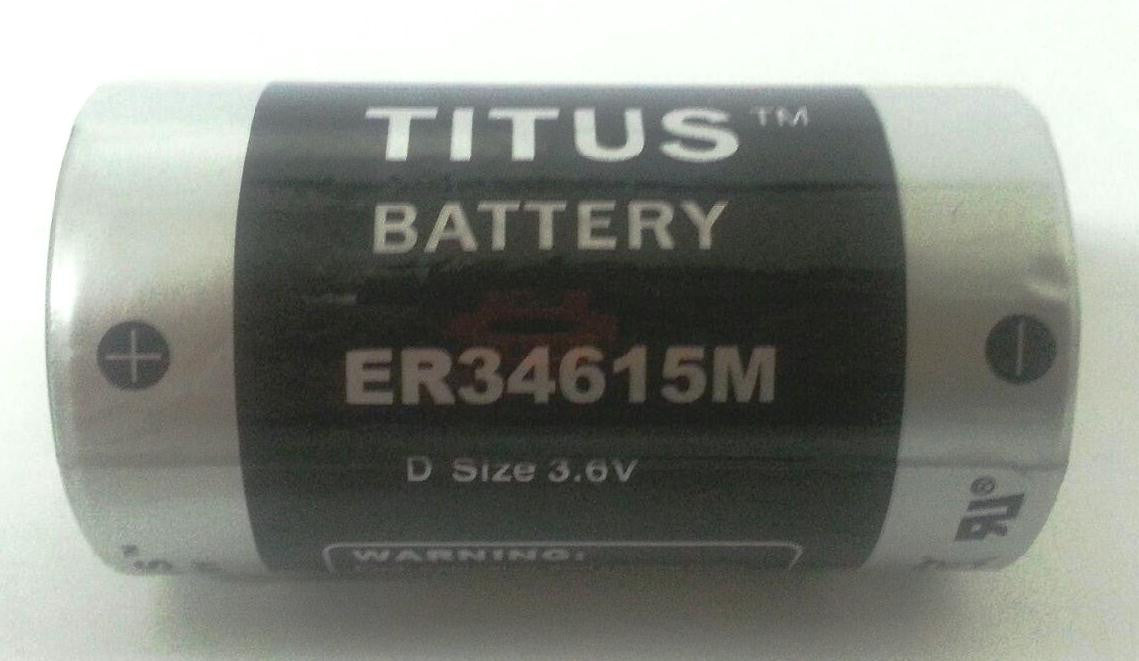 TITUS™
BATTERY
ER34615M
D Size 3.6V
WARNING: